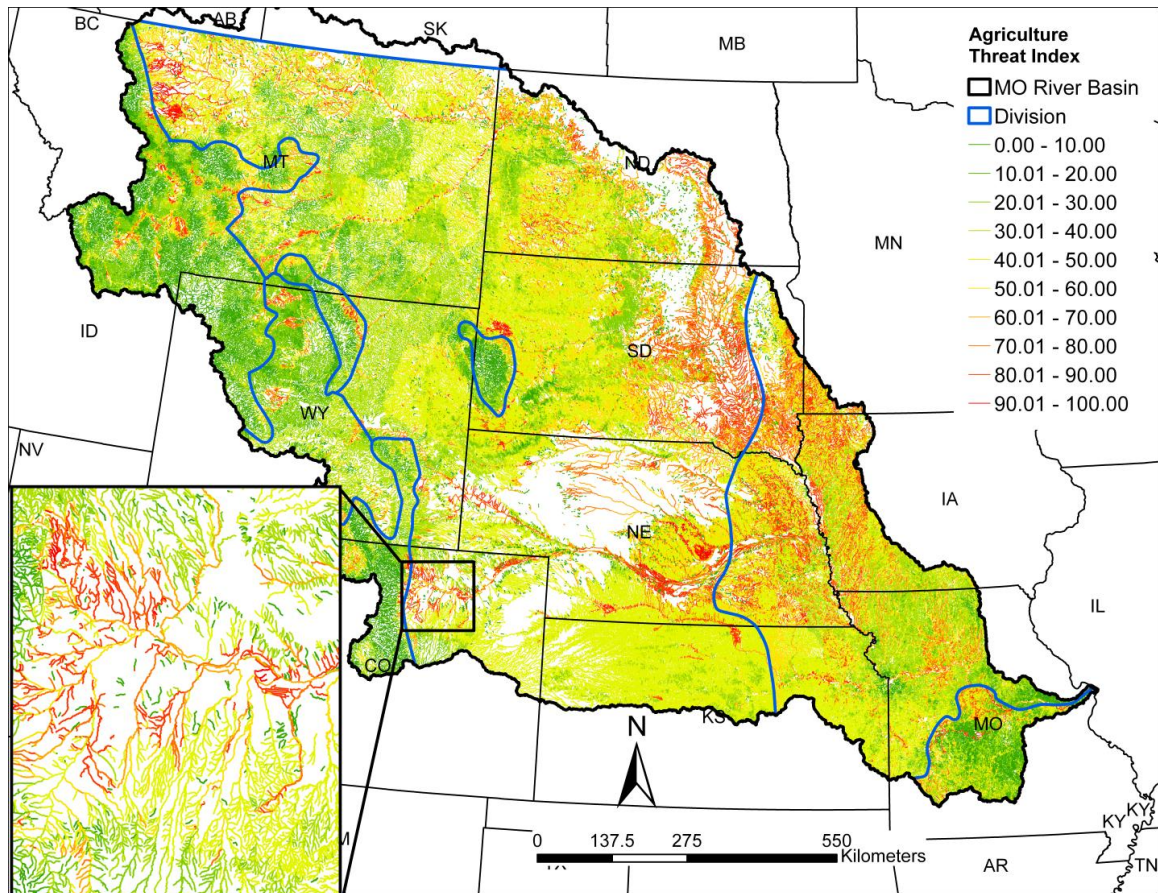 BC
AB
SK
MB
Agriculture
Threat Index
MO River Basin
Division
0.00 - 10.00
10.01 - 20.00
20.01 - 30.00
30.01 - 40.00
40.01 - 50.00
50.01 - 60.00
60.01 - 70.00
70.01 - 80.00
80.01 - 90.00
90.01 - 100.00
MT
ND
MN
ID
SD
WY
NV
IA
NE
IL
CO
KS
MO
N
KY
KY
AR
TN
0 137.5 275 550
Kilometers